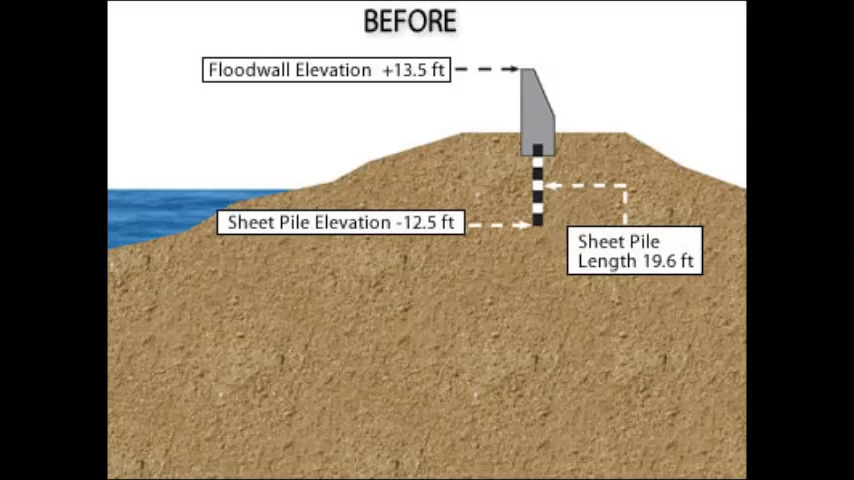 BEFORE
Floodwall Elevation +13.5 ft
Sheet Pile Elevation -12.5 ft
Sheet Pile
Length 19.6 ft